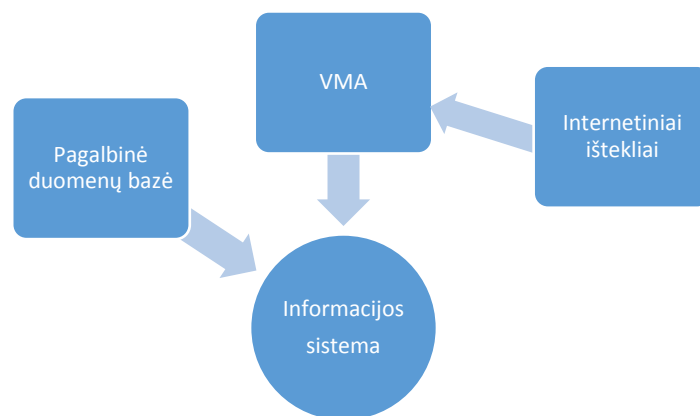 VMA
Internetiniai
ištekliai
Pagalbinė
duomenų bazė
Informacijos
sistema